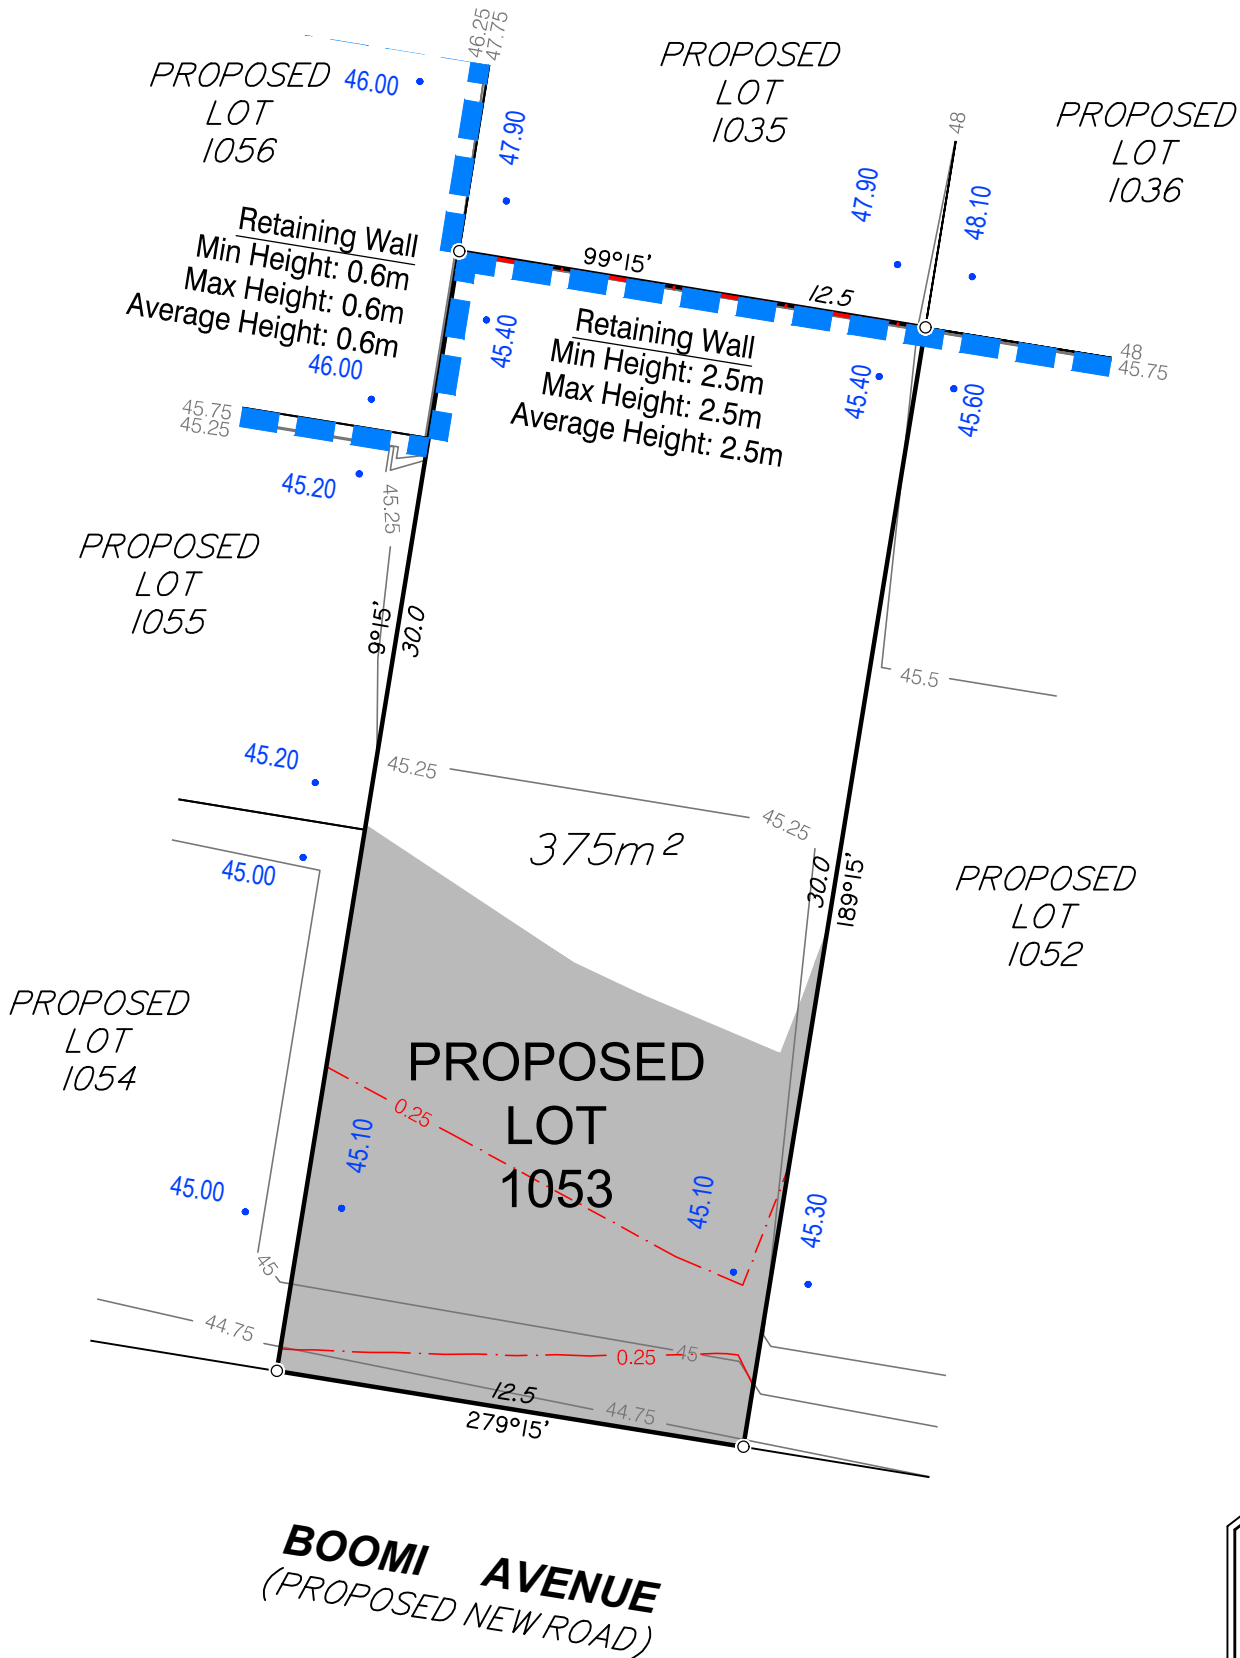 46.25
47.75
PROPOSED
LOT
1056
46.00
47.90
PROPOSED
LOT
1035
48
PROPOSED
LOT
1036
47.90
48.10
Retaining Wall
Min Height: 0.6m
Max Height: 0.6m
Average Height: 0.6m
99°15'
12.5
45.40
Retaining Wall
Min Height: 2.5m
Max Height: 2.5m
Average Height: 2.5m
46.00
45.40
45.60
48
45.75
45.75
45.25
45.20
45.25
PROPOSED
LOT
1055
9°15'
30.0
45.5
45.20
45.25
45.25
375m²
45.00
30.0
189°15'
PROPOSED
LOT
1052
PROPOSED
LOT
1054
PROPOSED
LOT
1053
0.25
45.10
45.00
45.10
45.30
45
44.75
0.25
45
12.5
44.75
279°15'
BOOMI AVENUE
(PROPOSED NEW ROAD)